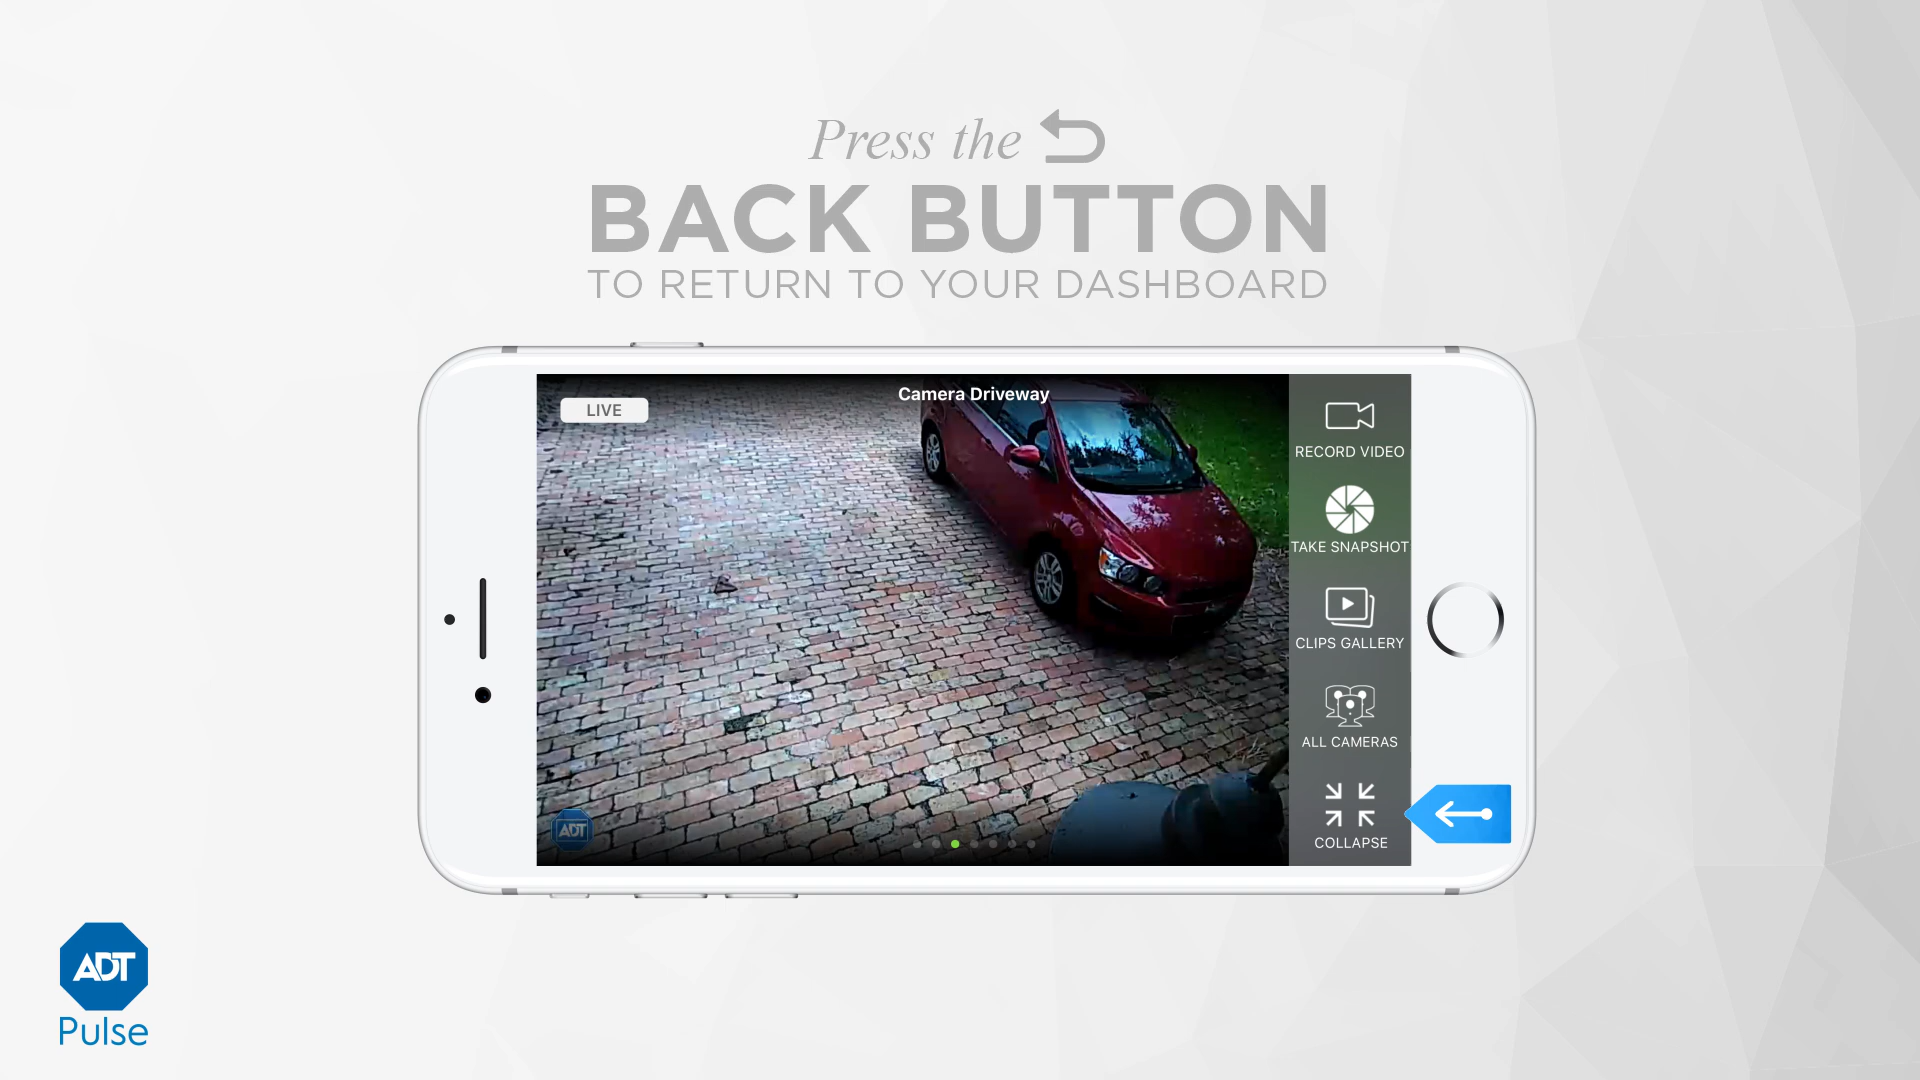 Press the
BACK BUTTON
TO RETURN TO YOUR DASHBOARD
LIVE
Camera Driveway
RECORD VIDEO
TAKE SNAPSHOT
CLIPS GALLERY
ALL CAMERAS
COLLAPSE
ADT
ADT
Pulse